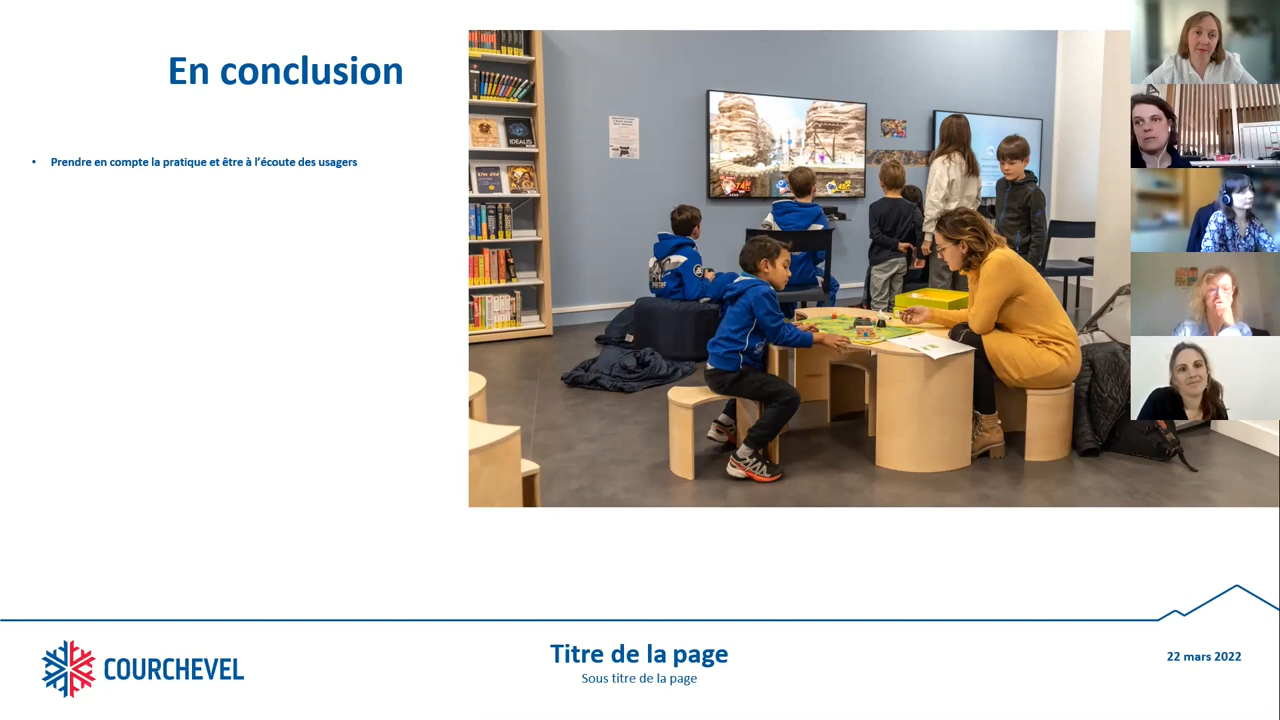 En conclusion
• Prendre en compte la pratique et être à l'écoute des usagers
IDEALIS
COURCHEVEL
Titre de la page
Sous titre de la page
22 mars 2022